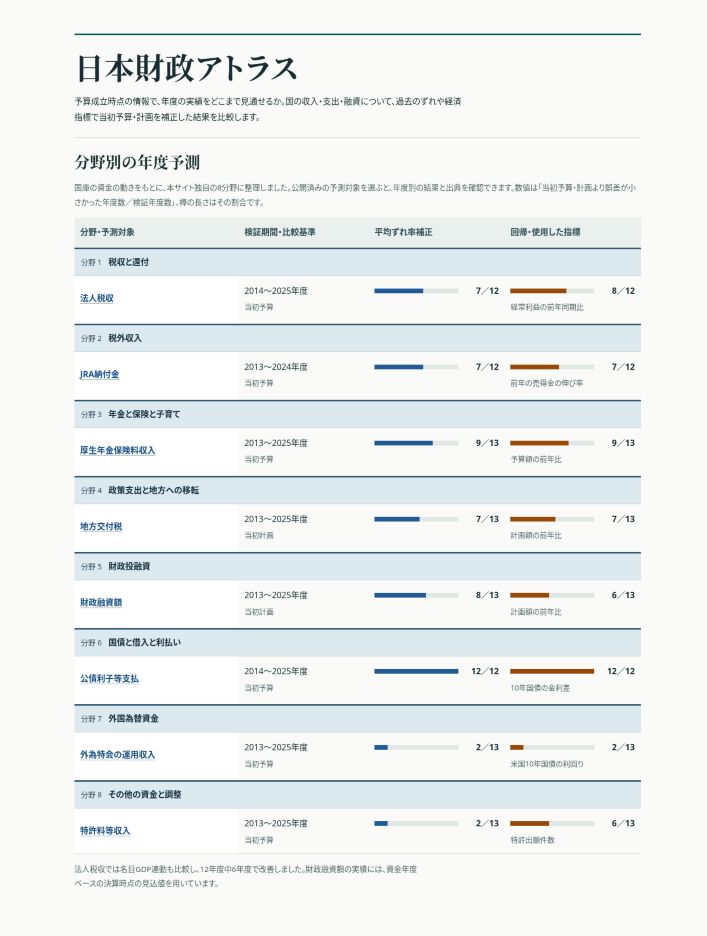 日本財政アトラス
予算成立時点の情報で、年度の実績をどこまで見通せるか。国の収入・支出・融資について、過去のずれや経済
指標で当初予算・計画を補正した結果を比較します。
分野別の年度予測
国庫の資金の動きをもとに、本サイト独自の8分野に整理しました。公開済みの予測対象を選ぶと、年度別の結果と出典を確認できます。数値は「当初予算・計画より誤差が小
さかった年度数／検証年度数」、棒の長さはその割合です。
分野・予測対象 検証期間・比較基準 平均ずれ率補正 回帰・使用した指標
分野 1 税収と還付
法人税収 2014〜2025年度 7／12 8／12
当初予算 経常利益の前年同期比
分野 2 税外収入
JRA納付金 2013〜2024年度 7／12 7／12
当初予算 前年の売得金の伸び率
分野 3 年金と保険と子育て
厚生年金保険料収入 2013〜2025年度 9／13 9／13
当初予算 予算額の前年比
分野 4 政策支出と地方への移転
地方交付税 2013〜2025年度 7／13 7／13
当初計画 計画額の前年比
分野 5 財政投融資
財政融資額 2013〜2025年度 8／13 6／13
当初計画 計画額の前年比
分野 6 国債と借入と利払い
公債利子等支払 2014〜2025年度 12／12 12／12
当初予算 10年国債の金利差
分野 7 外国為替資金
外為特会の運用収入 2013〜2025年度 2／13 2／13
当初予算 米国10年国債の利回り
分野 8 その他の資金と調整
特許料等収入 2013〜2025年度 2／13 6／13
当初予算 特許出願件数
法人税収では名目GDP連動も比較し、12年度中6年度で改善しました。財政融資額の実績には、資金年度
ベースの決算時点の見込値を用いています。